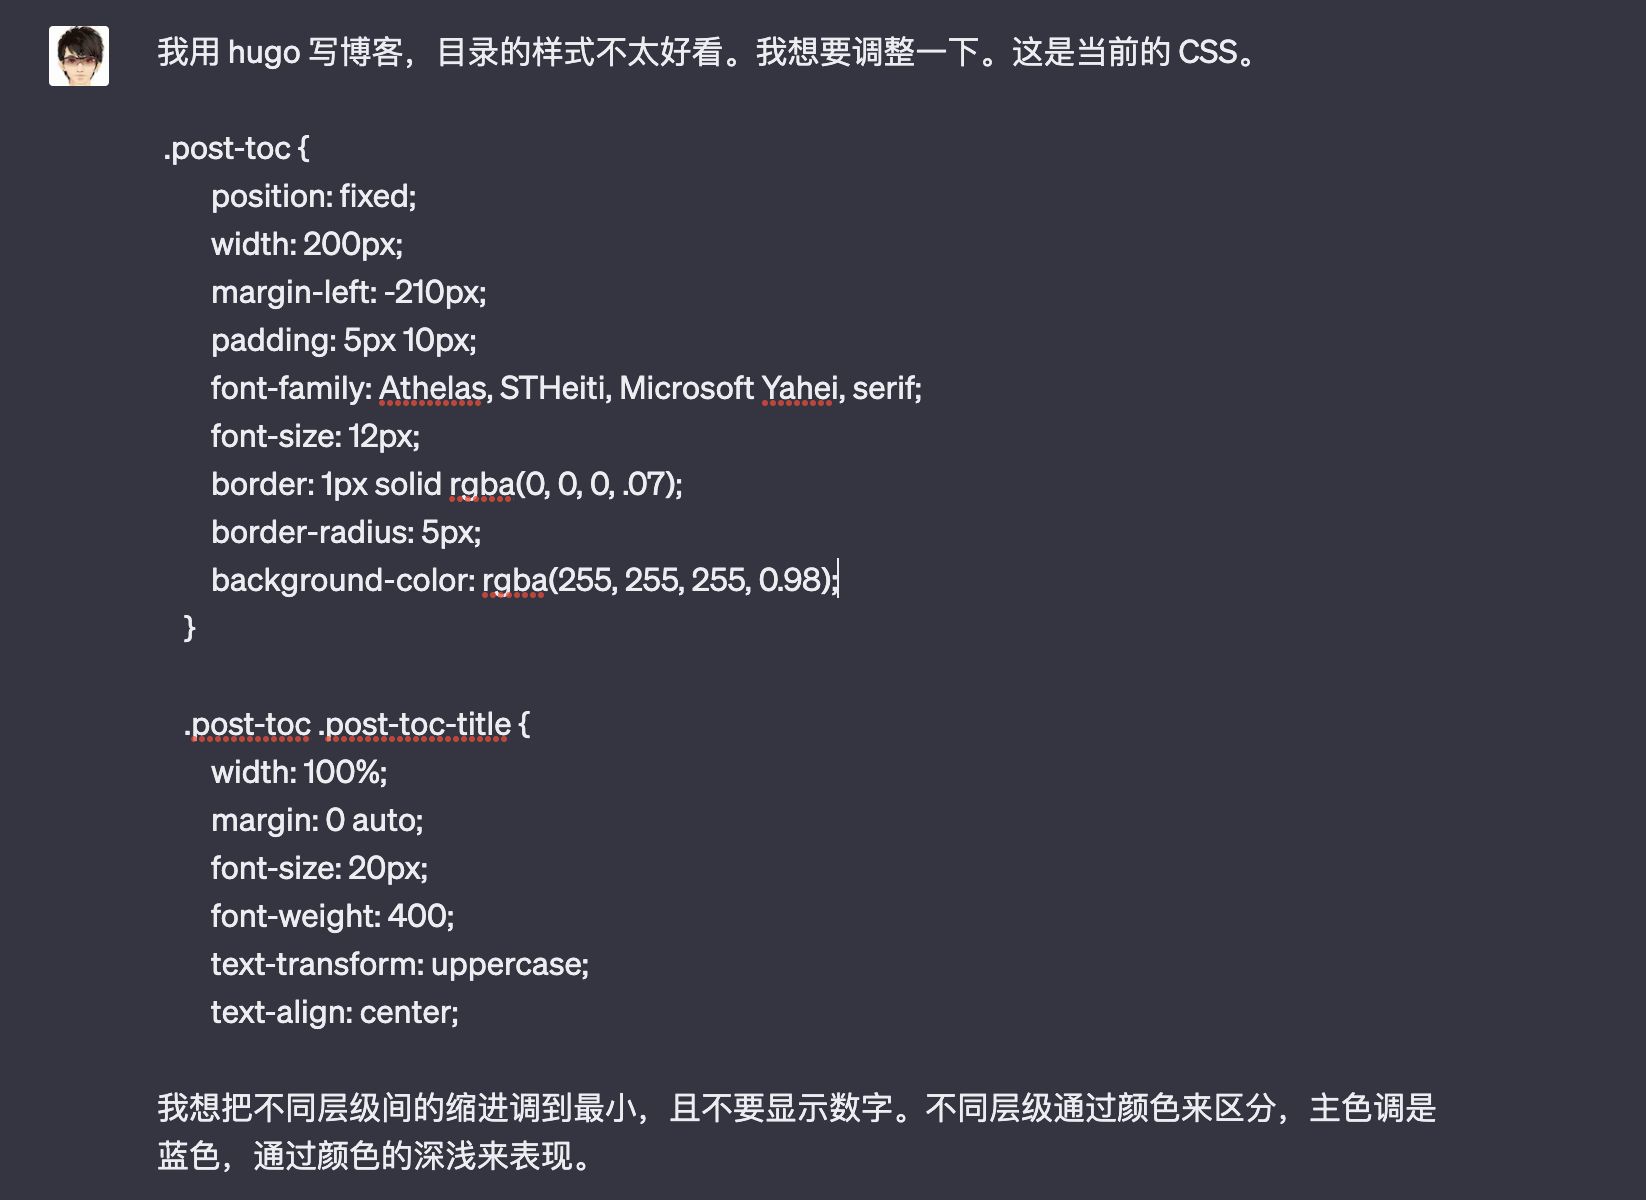 我用 hugo 写博客，目录的样式不太好看。我想要调整一下。这是当前的 CSS。
.post-toc {
position: fixed;
width: 200px;
margin-left: -210px;
padding: 5px 10px;
font-family: Athelas, STHeiti, Microsoft Yahei, serif;
font-size: 12px;
border: 1px solid rgba(0, 0, 0, .07);
border-radius: 5px;
background-color: rgba(255, 255, 255, 0.98);
}
.post-toc .post-toc-title {
width: 100%;
margin: 0 auto;
font-size: 20px;
font-weight: 400;
text-transform: uppercase;
text-align: center;
我想把不同层级间的缩进调到最小，且不要显示数字。不同层级通过颜色来区分，主色调是
蓝色，通过颜色的深浅来表现。